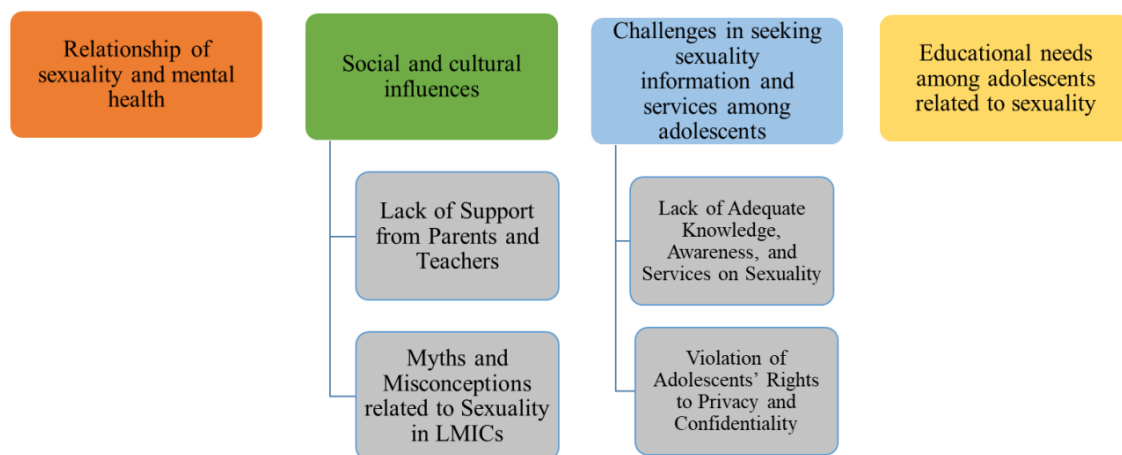 Relationship of
sexuality and mental
health
Social and cultural
influences
Challenges in seeking
sexuality
information and
services among
adolescents
Educational needs
among adolescents
related to sexuality
Lack of Support
from Parents and
Teachers
Myths and
Misconceptions
related to Sexuality
in LMICs
Lack of Adequate
Knowledge,
Awareness, and
Services on Sexuality
Violation of
Adolescents’ Rights
to Privacy and
Confidentiality